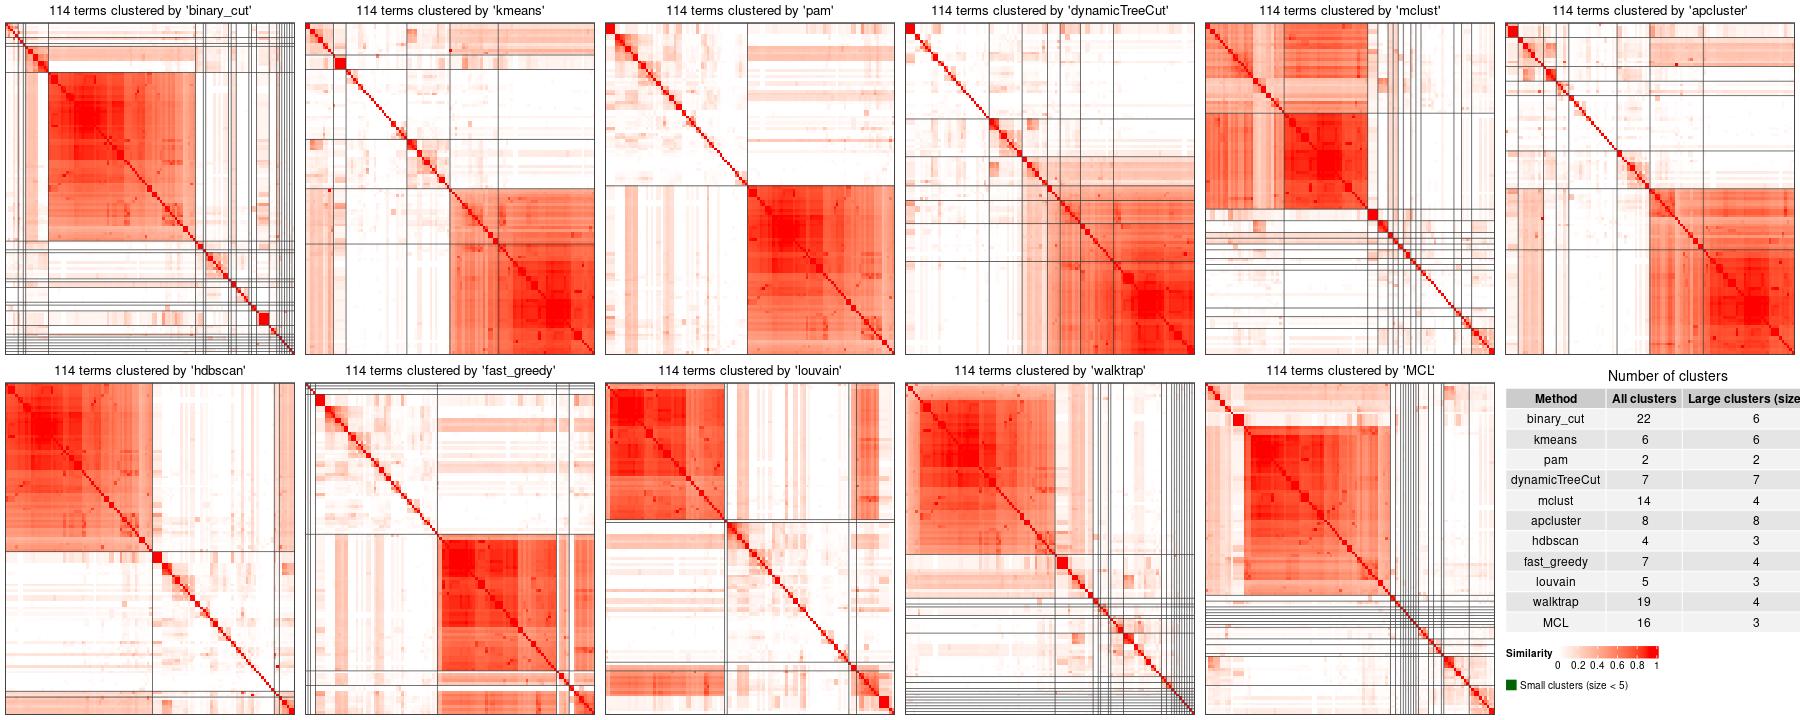 114 terms clustered by 'binary_cut'
114 terms clustered by 'kmeans'
114 terms clustered by 'pam'
114 terms clustered by 'dynamicTreeCut'
114 terms clustered by 'mclust'
114 terms clustered by 'apcluster'
114 terms clustered by 'hdbscan'
114 terms clustered by 'fast_greedy'
114 terms clustered by 'louvain'
114 terms clustered by 'walktrap'
114 terms clustered by 'MCL'
Number of clusters
Method All clusters Large clusters (size
binary_cut 22 6
kmeans 6 6
pam 2 2
dynamicTreeCut 7 7
mclust 14 4
apcluster 8 8
hdbscan 4 3
fast_greedy 7 4
louvain 5 3
walktrap 19 4
MCL 16 3
Similarity
0 0.2 0.4 0.6 0.8 1
Small clusters (size < 5)